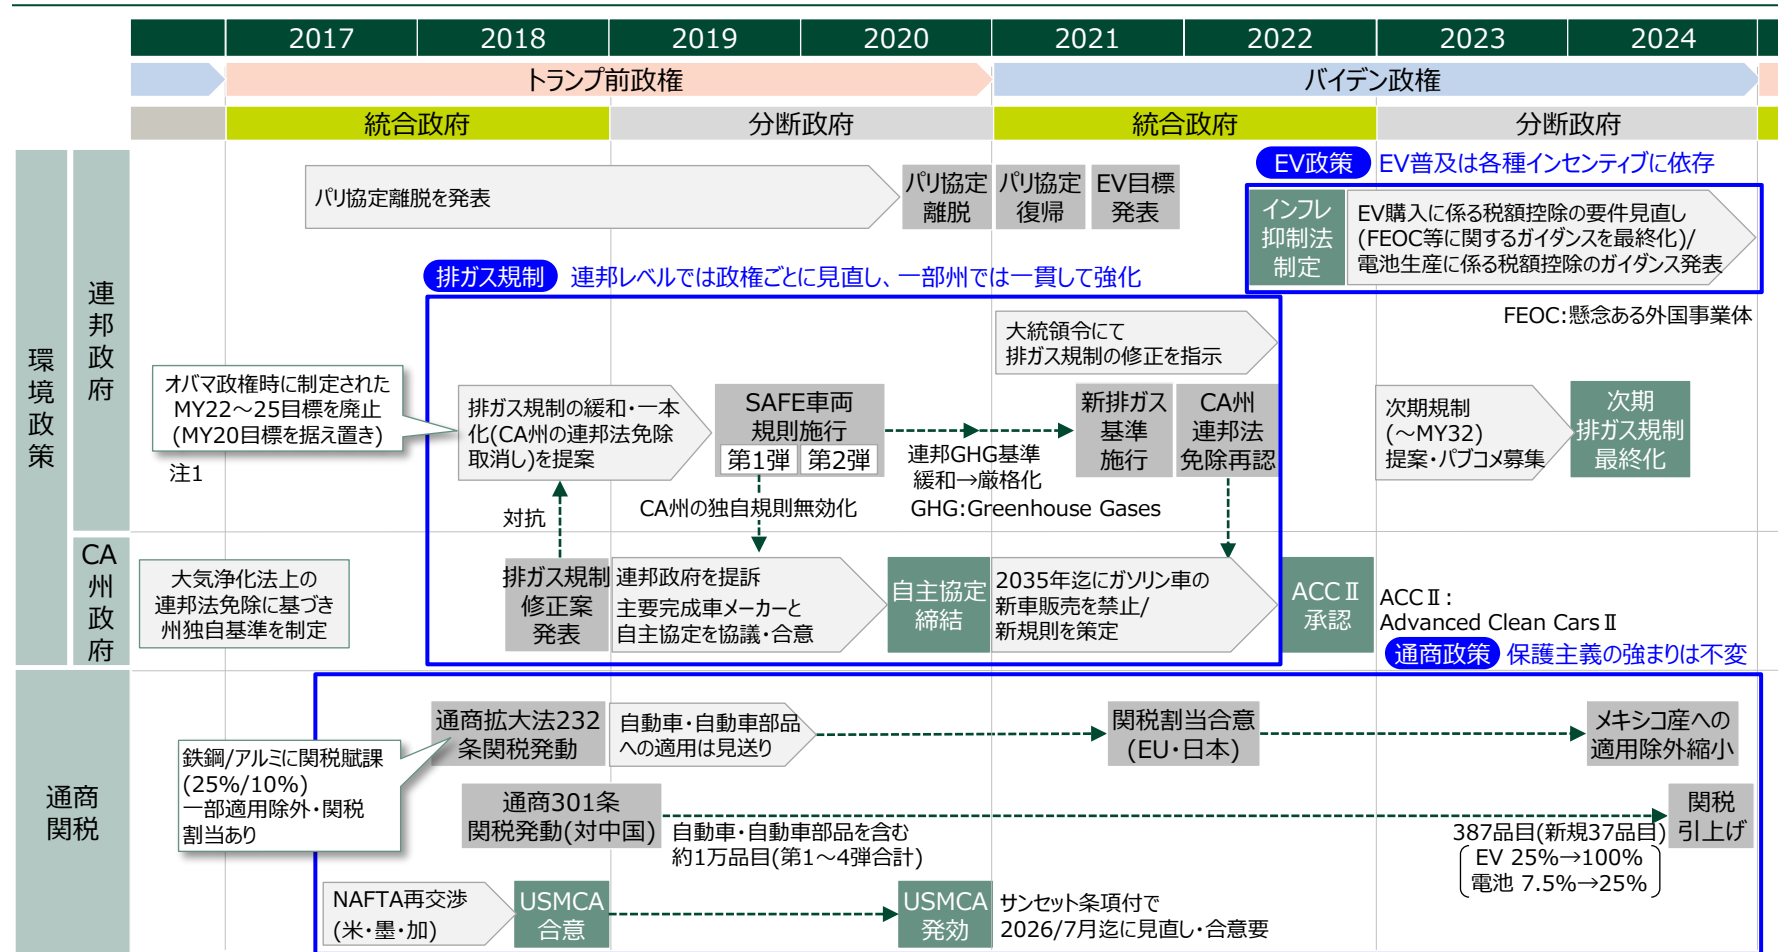 2017
2018
2019
2020
2021
2022
2023
2024
トランプ前政権
バイデン政権
統合政府
分断政府
統合政府
分断政府
環境政策
連邦政府
パリ協定離脱を発表
パリ協定
離脱
パリ協定
復帰
EV目標
発表
EV政策
EV普及は各種インセンティブに依存
インフレ
抑制法
制定
EV購入に係る税額控除の要件見直し
(FEOC等に関するガイダンスを最終化)/
電池生産に係る税額控除のガイダンス発表
FEOC:懸念ある外国事業体
排ガス規制
連邦レベルでは政権ごとに見直し、一部州では一貫して強化
大統領令にて
排ガス規制の修正を指示
オバマ政権時に制定された
MY22～25目標を廃止
(MY20目標を据え置き)
注1
排ガス規制の緩和・一本
化(CA州の連邦法免除
取消し)を提案
SAFE車両
規則施行
第1弾
第2弾
連邦GHG基準
緩和→厳格化
GHG:Greenhouse Gases
新排ガス
基準
施行
CA州
連邦法
免除再認
次期規制
(～MY32)
提案・パブコメ募集
次期
排ガス規制
最終化
対抗
CA州の独自規則無効化
CA州政府
大気浄化法上の
連邦法免除に基づき
州独自基準を制定
排ガス規制
修正案
発表
連邦政府を提訴
主要完成車メーカーと
自主協定を協議・合意
自主協定
締結
2035年迄にガソリン車の
新車販売を禁止/
新規則を策定
ACCⅡ
承認
ACCⅡ:
Advanced Clean CarsⅡ
通商政策
保護主義の強まりは不変
通商
関税
鉄鋼/アルミに関税賦課
(25%/10%)
一部適用除外・関税
割当あり
通商拡大法232
条関税発動
自動車・自動車部品
への適用は見送り
関税割当合意
(EU・日本)
メキシコ産への
適用除外縮小
通商301条
関税発動(対中国)
自動車・自動車部品を含む
約1万品目(第1～4弾合計)
387品目(新規37品目)
EV 25%→100%
電池 7.5%→25%
関税
引上げ
NAFTA再交渉
(米・墨・加)
USMCA
合意
USMCA
発効
サンセット条項付で
2026/7月迄に見直し・合意要